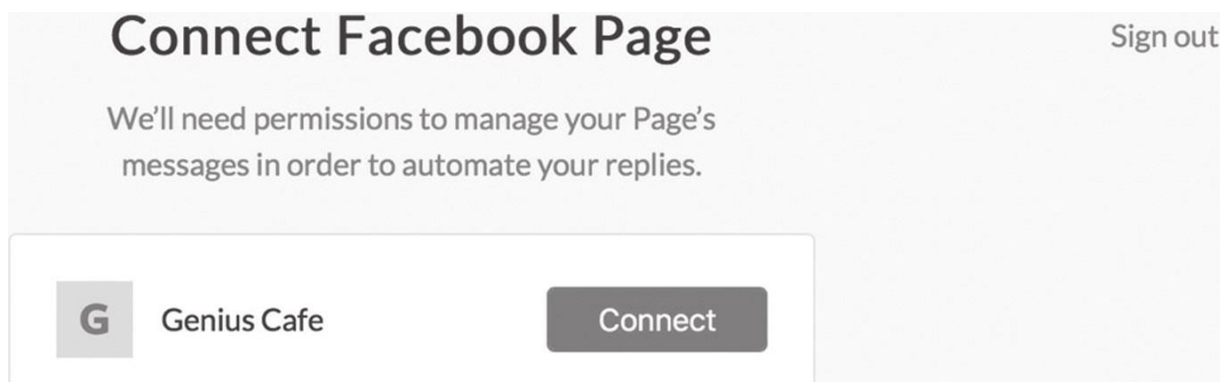 Connect Facebook Page
Sign out
We'll need permissions to manage your Page's
messages in order to automate your replies.
G
Genius Cafe
Connect